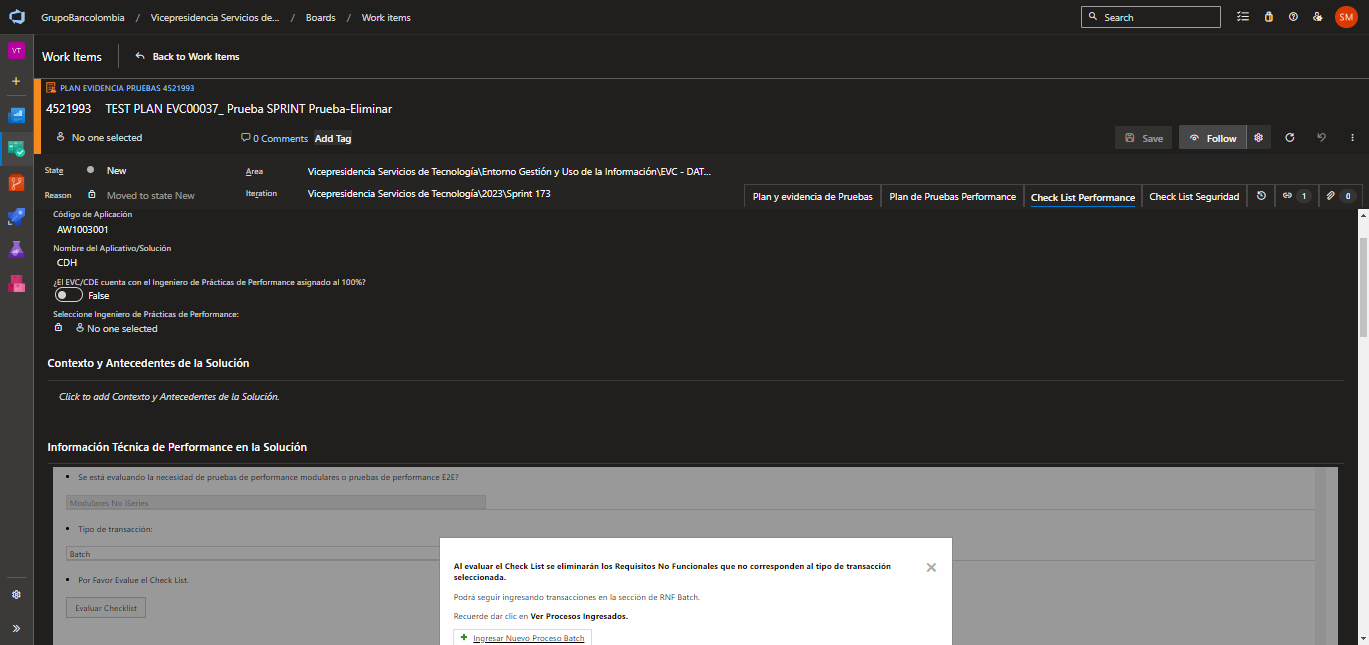 GrupoBancolombia / Vicepresidencia Servicios de... / Boards / Work items
Search
SM
VT
Work Items
Back to Work Items
PLAN EVIDENCIA PRUEBAS 4521993
4521993 TEST PLAN EVC00037_ Prueba SPRINT Prueba-Eliminar
No one selected
0 Comments
Add Tag
Save
Follow
State
New
Area
Vicepresidencia Servicios de Tecnología\Entorno Gestión y Uso de la Información\EVC - DAT...
Reason
Moved to state New
Iteration
Vicepresidencia Servicios de Tecnología\2023\Sprint 173
Plan y evidencia de Pruebas
Plan de Pruebas Performance
Check List Performance
Check List Seguridad
1
0
Código de Aplicación
AW1003001
Nombre del Aplicativo/Solución
CDH
¿El EVC/CDE cuenta con el Ingeniero de Prácticas de Performance asignado al 100%?
False
Seleccione Ingeniero de Prácticas de Performance:
No one selected
Contexto y Antecedentes de la Solución
Click to add Contexto y Antecedentes de la Solución.
Información Técnica de Performance en la Solución
• Se está evaluando la necesidad de pruebas de performance modulares o pruebas de performance E2E?
Modulares No iSeries
• Tipo de transacción:
Batch
• Por Favor Evalue el Check List.
Evaluar Checklist
Al evaluar el Check List se eliminarán los Requisitos No Funcionales que no corresponden al tipo de transacción
seleccionada.
Podrá seguir ingresando transacciones en la sección de RNF Batch.
Recuerde dar clic en Ver Procesos Ingresados.
+ Ingresar Nuevo Proceso Batch